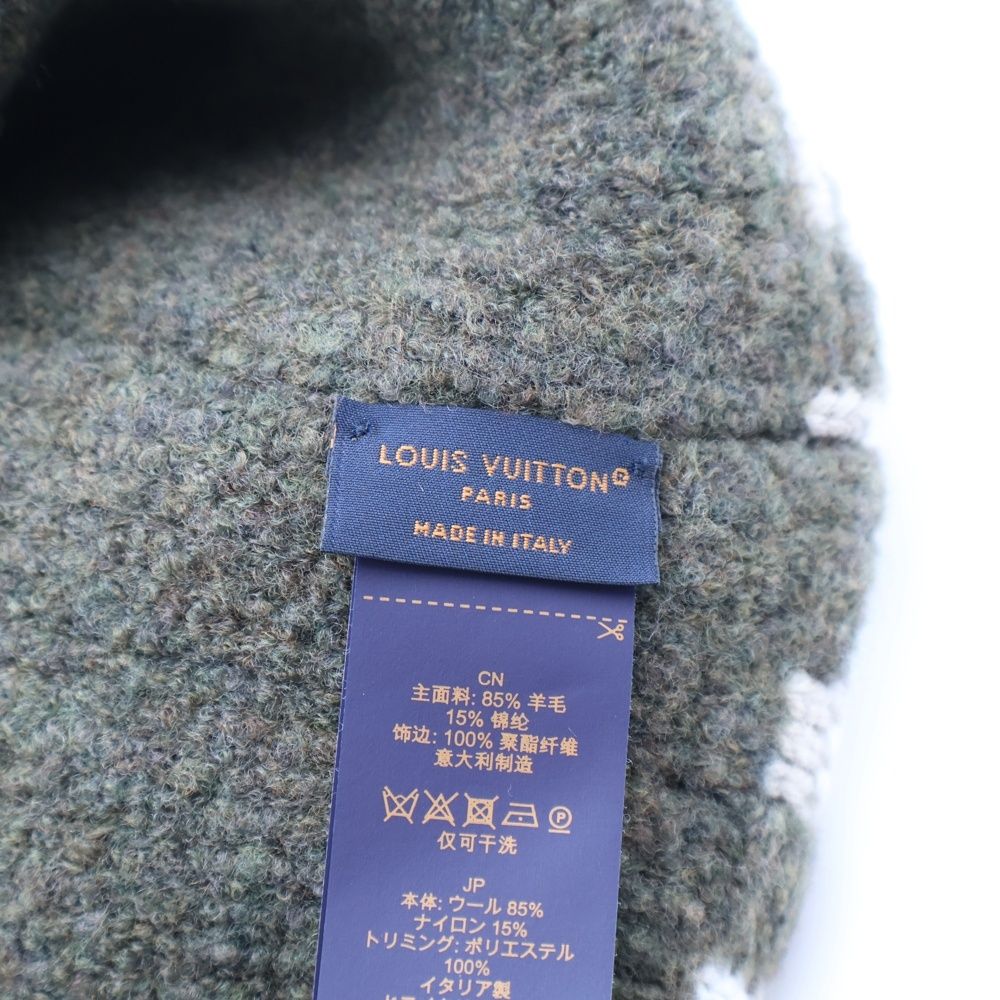 LOUIS VUITTON®
PARIS
MADE IN ITALY
CN
主面料: 85% 羊毛
15% 锦纶
饰边: 100% 聚酯纤维
意大利制造
仅可干洗
JP
本体: ウール 85%
ナイロン 15%
トリミング: ポリエステル
100%
イタリア製